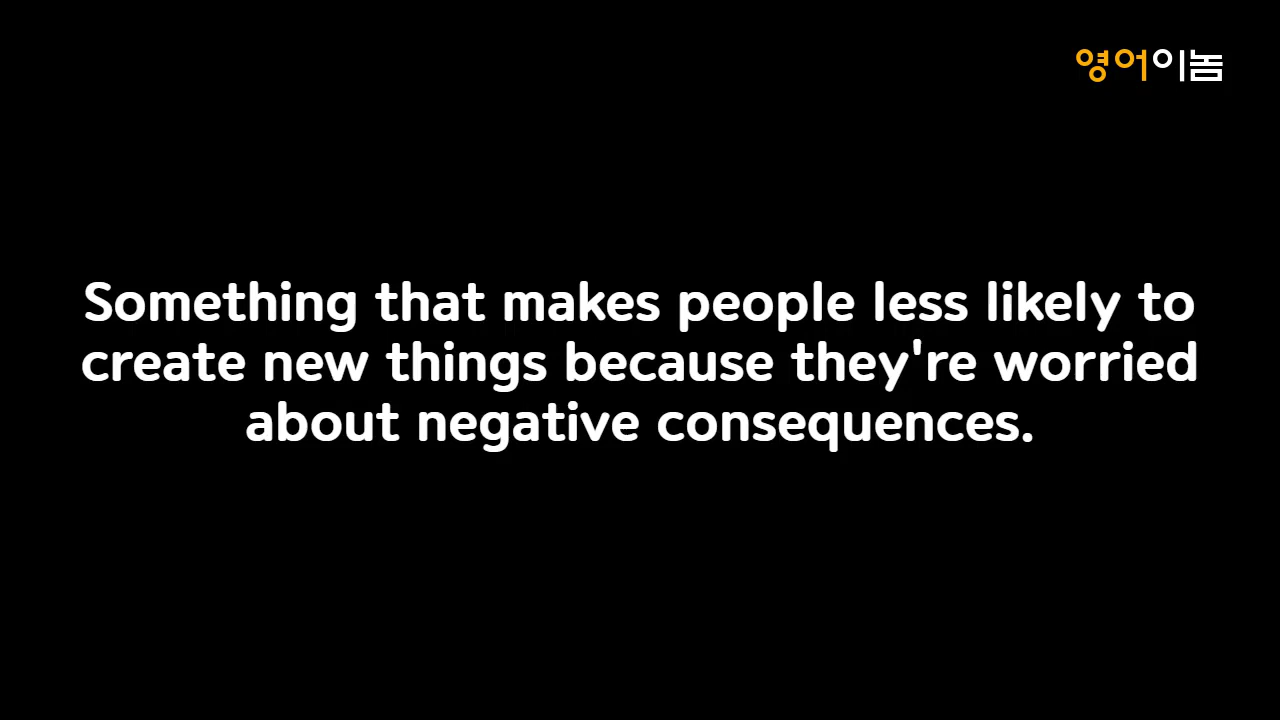 영어이놈
Something that makes people less likely to
create new things because they're worried
about negative consequences.